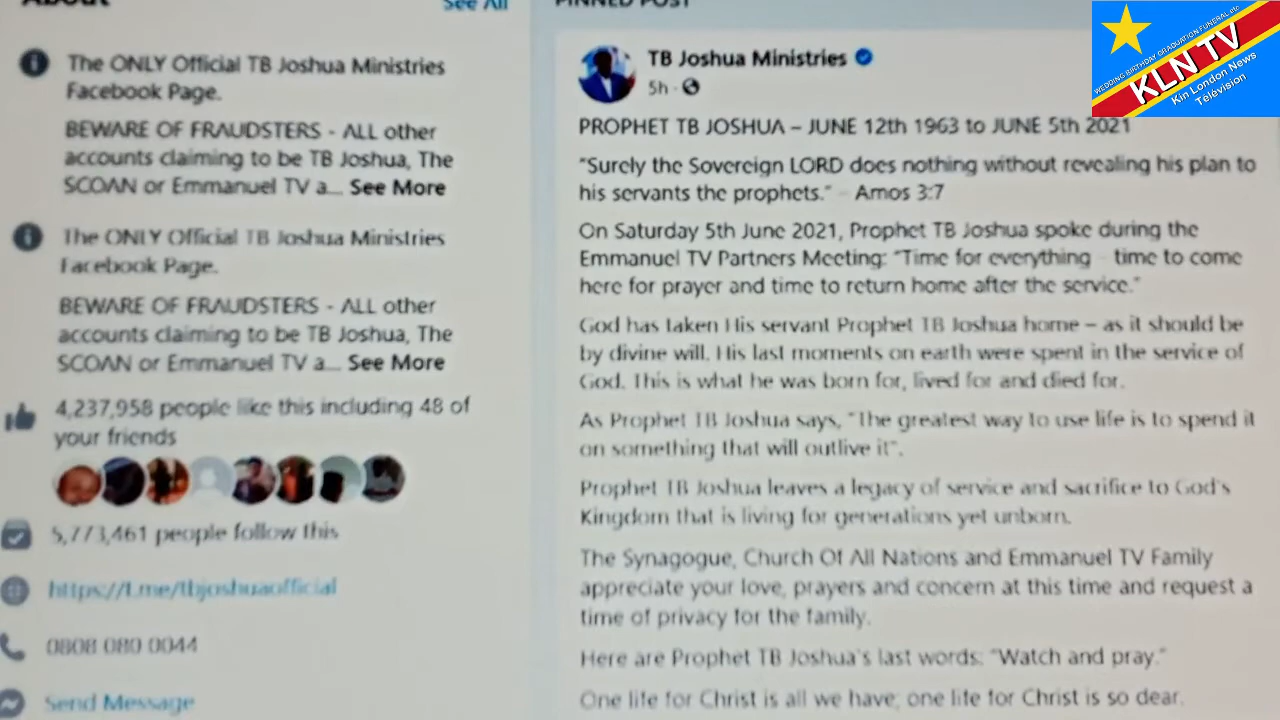 About
See All
The ONLY Official TB Joshua Ministries
Facebook Page.
BEWARE OF FRAUDSTERS - ALL other
accounts claiming to be TB Joshua, The
SCOAN or Emmanuel TV a... See More
The ONLY Official TB Joshua Ministries
Facebook Page.
BEWARE OF FRAUDSTERS - ALL other
accounts claiming to be TB Joshua, The
SCOAN or Emmanuel TV a... See More
4,237,958 people like this including 48 of
your friends
5,773,461 people follow this
https://t.me/tbjoshuaofficial
0808 080 0044
Send Message
PINNED POST
TB Joshua Ministries
5h ·
PROPHET TB JOSHUA – JUNE 12th 1963 to JUNE 5th 2021
"Surely the Sovereign LORD does nothing without revealing his plan to
his servants the prophets." – Amos 3:7
On Saturday 5th June 2021, Prophet TB Joshua spoke during the
Emmanuel TV Partners Meeting: "Time for everything – time to come
here for prayer and time to return home after the service."
God has taken His servant Prophet TB Joshua home – as it should be
by divine will. His last moments on earth were spent in the service of
God. This is what he was born for, lived for and died for.
As Prophet TB Joshua says, "The greatest way to use life is to spend it
on something that will outlive it".
Prophet TB Joshua leaves a legacy of service and sacrifice to God's
Kingdom that is living for generations yet unborn.
The Synagogue, Church Of All Nations and Emmanuel TV Family
appreciate your love, prayers and concern at this time and request a
time of privacy for the family.
Here are Prophet TB Joshua's last words: "Watch and pray."
One life for Christ is all we have; one life for Christ is so dear.
WEDDING BIRTHDAY GRADUATION FUNERAL etc
KLN TV
Kin London News
Télévision